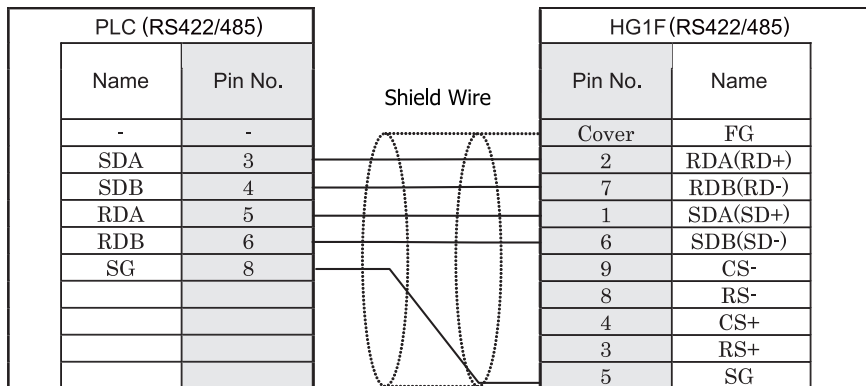 PLC (RS422/485) HG1F(RS422/485)
Name Pin No. Shield Wire Pin No. Name
- - Cover FG
SDA 3 2 RDA(RD+)
SDB 4 7 RDB(RD-)
RDA 5 1 SDA(SD+)
RDB 6 6 SDB(SD-)
SG 8 9 CS-
8 RS-
4 CS+
3 RS+
5 SG